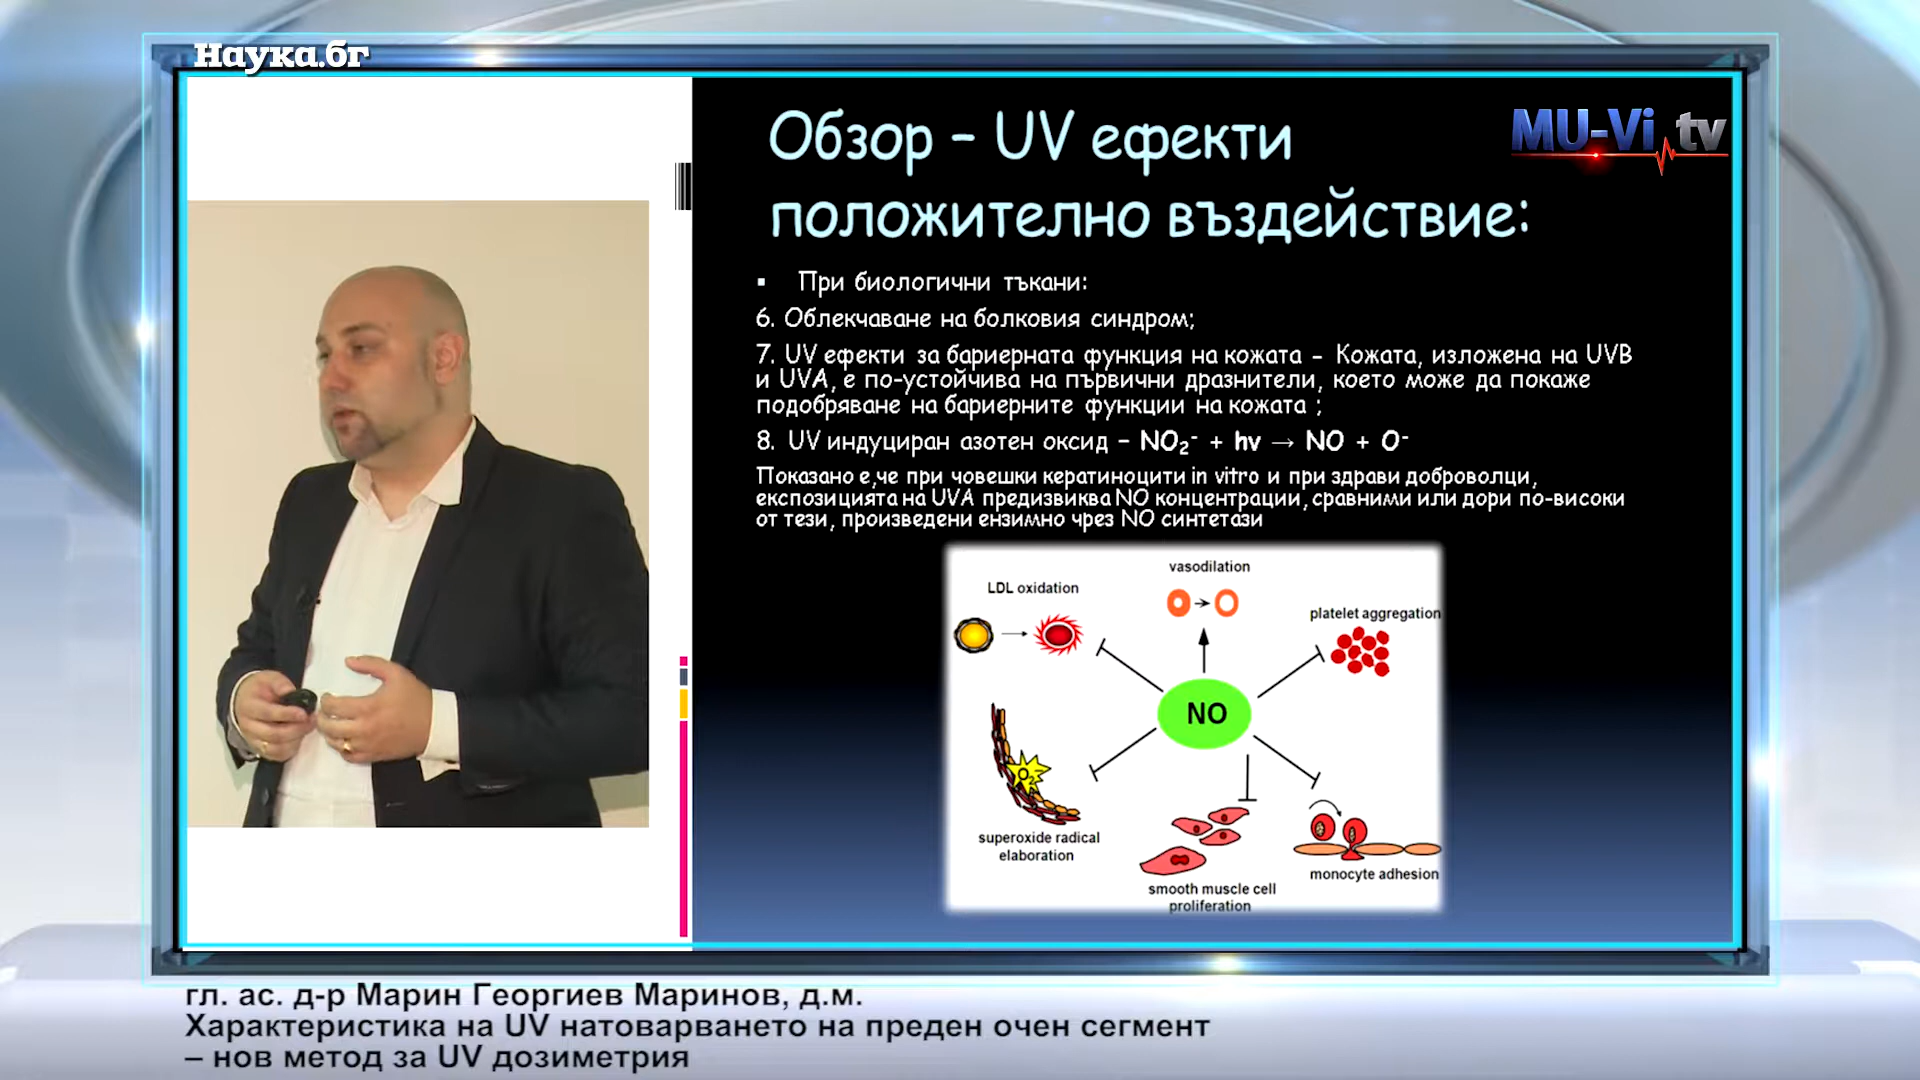 Наука.бг
MU-Vi tv
Обзор – UV ефекти
положително въздействие:
▪ При биологични тъкани:
6. Облекчаване на болковия синдром;
7. UV ефекти за бариерната функция на кожата – Кожата, изложена на UVB
и UVA, е по-устойчива на първични дразнители, което може да покаже
подобряване на бариерните функции на кожата ;
8. UV индуциран азотен оксид – NO₂⁻ + hv → NO + O⁻
Показано е,че при човешки кератиноцити in vitro и при здрави доброволци,
експозицията на UVA предизвиква NO концентрации, сравними или дори по-високи
от тези, произведени ензимно чрез NO синтетази
vasodilation
LDL oxidation
platelet aggregation
NO
O₂⁻
superoxide radical
elaboration
smooth muscle cell
proliferation
monocyte adhesion
гл. ас. д-р Марин Георгиев Маринов, д.м.
Характеристика на UV натоварването на преден очен сегмент
– нов метод за UV дозиметрия